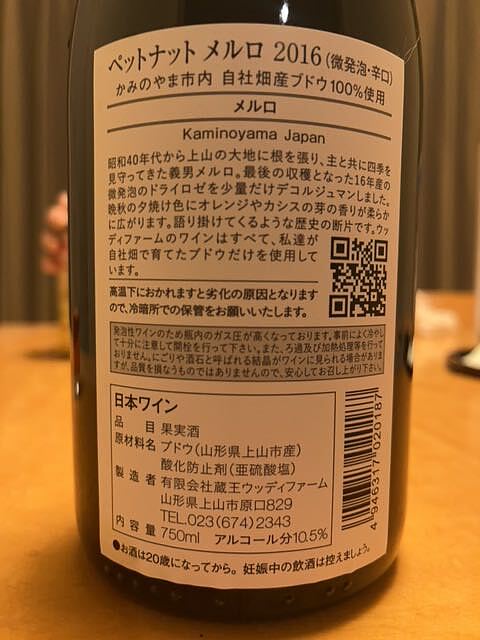 ペットナット メルロ 2016(微発泡・辛口)
かみのやま市内 自社畑産ブドウ100%使用
メルロ
Kaminoyama Japan
昭和40年代から上山の大地に根を張り、主と共に四季を
見守ってきた義男メルロ。最後の収穫となった16年産の
微発泡のドライロゼを少量だけデコルジュマンしました。
晩秋の夕焼け色にオレンジやカシスの芽の香りが柔らか
に広がります。語り掛けてくるような歴史の断片です。ウッ
ディファームのワインはすべて、私達が
自社畑で育てたブドウだけを使用して
います。
高温下におかれますと劣化の原因となります
ので、冷暗所での保管をお願いいたします。
発泡性ワインのため瓶内のガス圧が高くなっております。事前によく冷やし
て十分に注意して開栓を行って下さい。また、ろ過及び加熱処理等を行って
おりません。にごりや酒石と呼ばれる結晶がワインに見られる場合があり
ますが、品質を損なうものではありませんので、安心してお召し上がり下さい。
日本ワイン
品目 果実酒
原材料名 ブドウ(山形県上山市産)
酸化防止剤(亜硫酸塩)
製造者 有限会社蔵王ウッディファーム
山形県上山市原口829
TEL.023(674)2343
内容量 750ml アルコール分10.5%
4 946317 020187
●お酒は20歳になってから。妊娠中の飲酒は控えましょう。